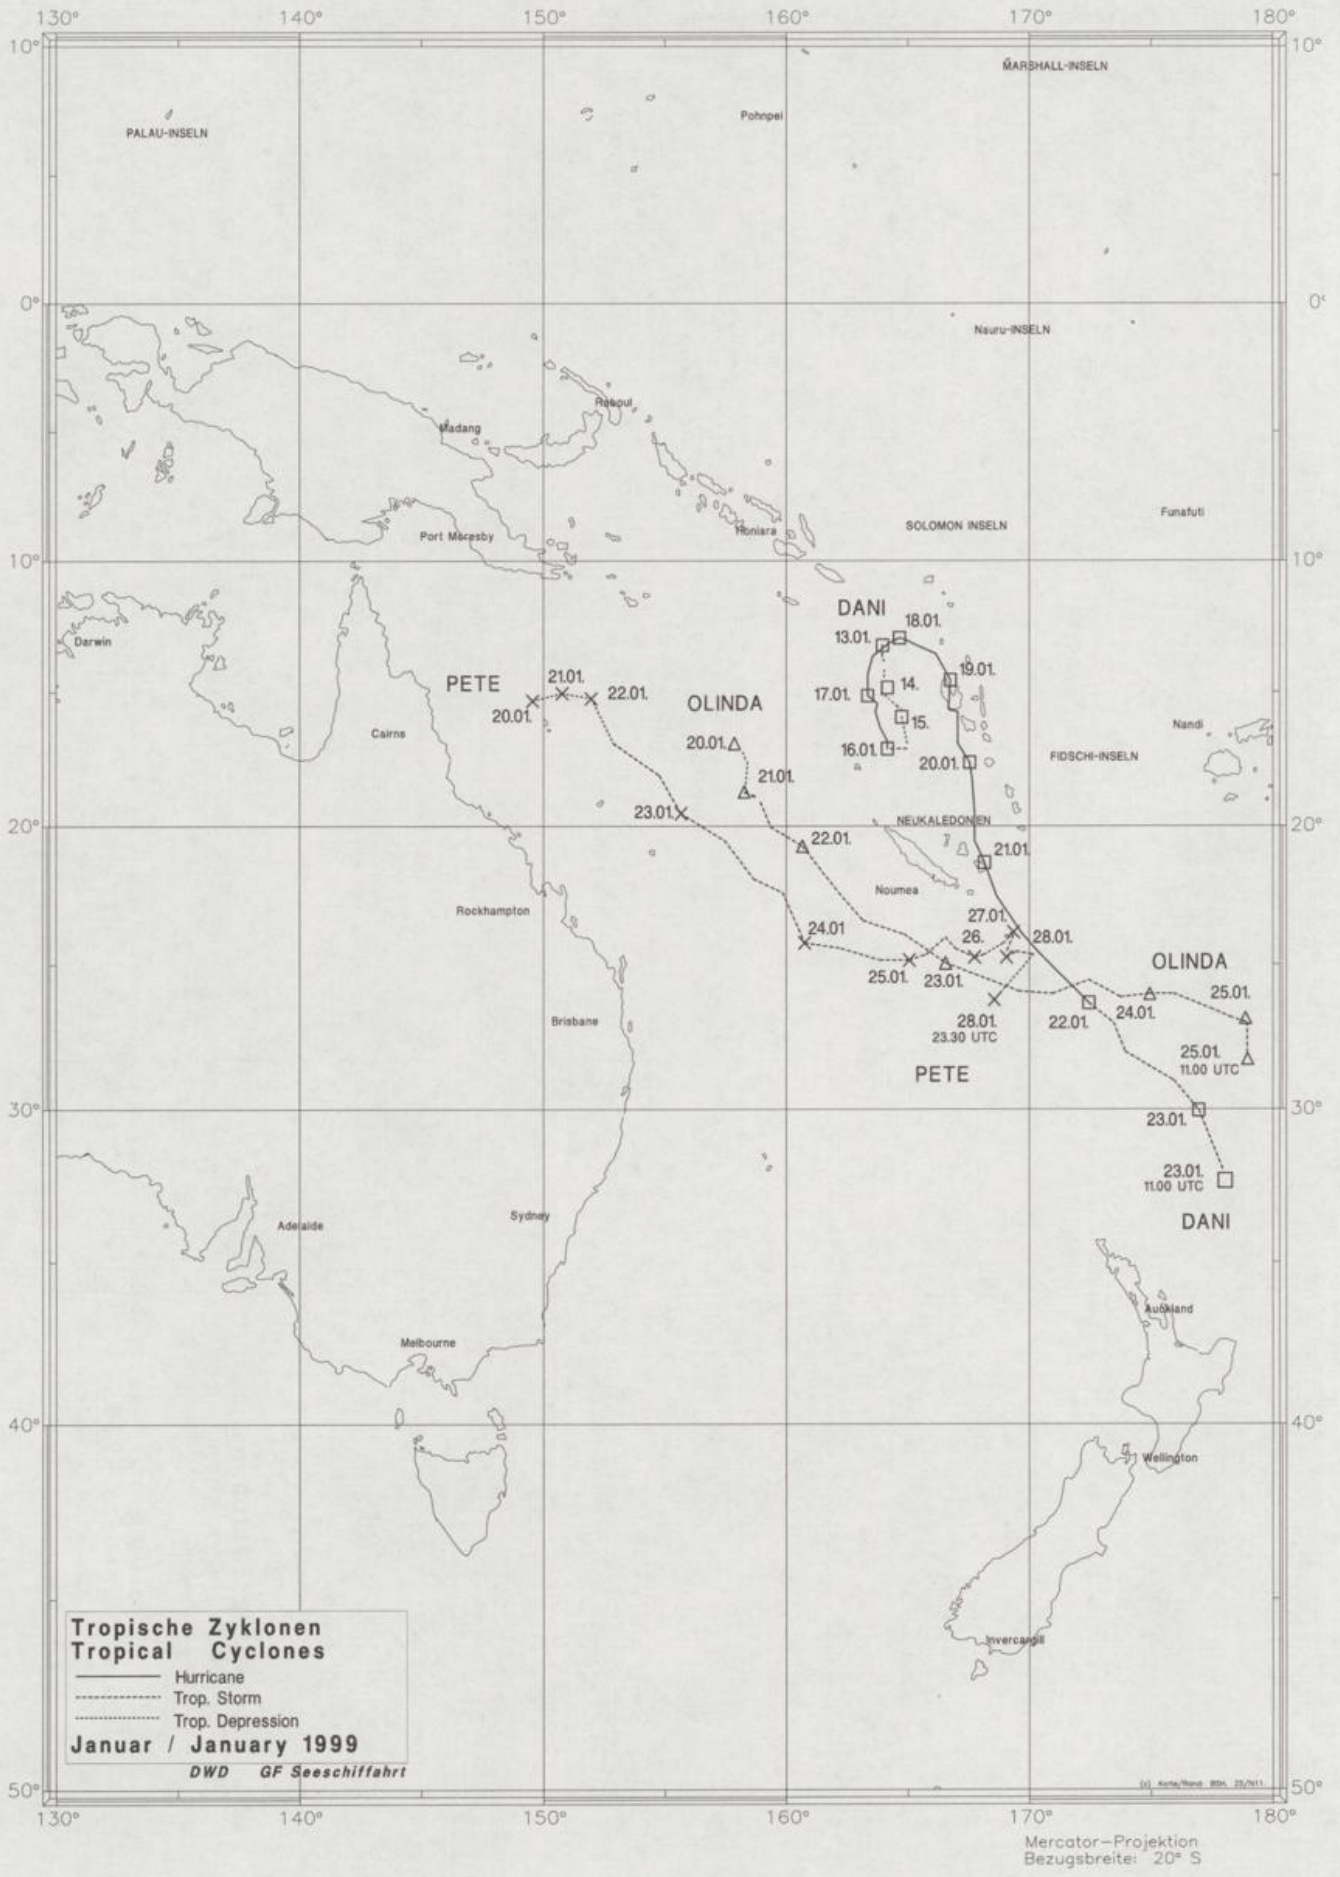 130° 140° 150° 160° 170° 180°
10° 10°
MARSHALL-INSELN
Pohnpei
PALAU-INSELN
0° 0°
Nauru-INSELN
Rabaul
Madang
Funafuti
SOLOMON INSELN
Honiara
Port Moresby
10° 10°
DANI
18.01.
13.01.
Darwin
19.01.
21.01.
PETE
14.
22.01.
17.01.
OLINDA
20.01.
15.
Nandi
Cairns
20.01.
16.01.
FIDSCHI-INSELN
20.01.
21.01.
23.01.
NEUKALEDONIEN
20° 20°
22.01.
21.01.
Noumea
Rockhampton
27.01.
24.01
26.
28.01.
OLINDA
25.01.
23.01.
25.01.
24.01.
28.01.
23.30 UTC
22.01.
Brisbane
25.01.
11.00 UTC
PETE
30° 30°
23.01.
23.01.
11.00 UTC
Sydney
DANI
Adelaide
Auckland
Melbourne
40° 40°
Wellington
Tropische Zyklonen
Tropical Cyclones
Hurricane
Trop. Storm
Trop. Depression
Januar / January 1999
DWD GF Seeschiffahrt
Invercargill
50° 50°
130° 140° 150° 160° 170° 180°
Mercator-Projektion
Bezugsbreite: 20° S